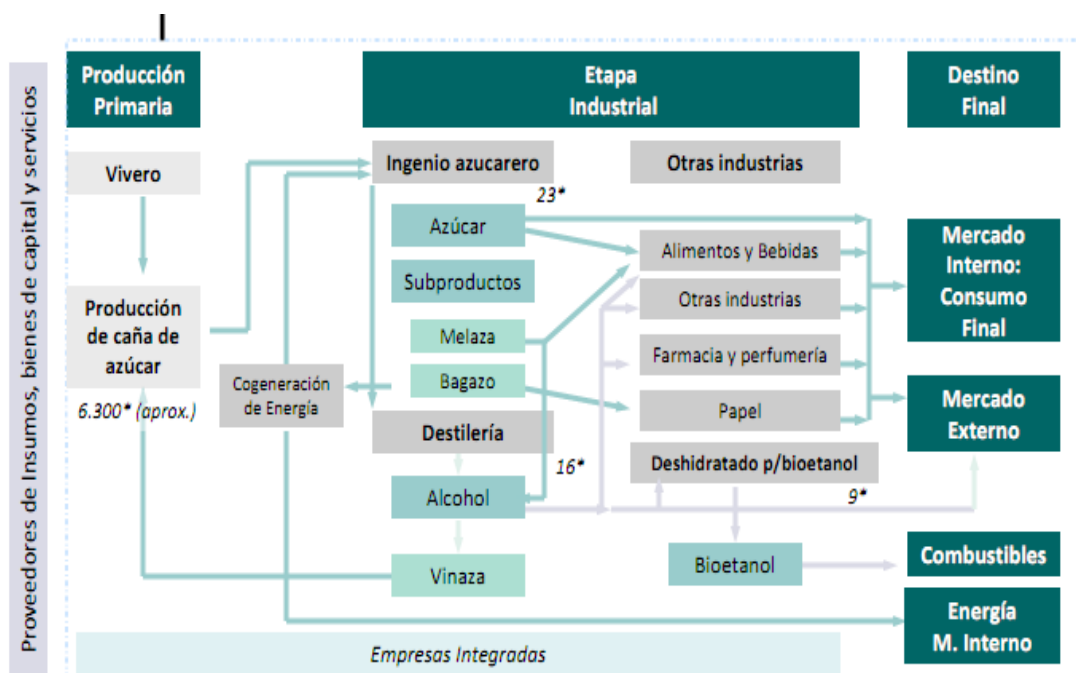 Proveedores de Insumos, bienes de capital y servicios
Producción
Primaria
Etapa
Industrial
Destino
Final
Vivero
Producción
de caña de
azúcar
6.300* (aprox.)
Cogeneración
de Energía
Ingenio azucarero
23*
Azúcar
Subproductos
Melaza
Bagazo
Destilería
16*
Alcohol
Vinaza
Otras industrias
Alimentos y Bebidas
Otras industrias
Farmacia y perfumería
Papel
Deshidratado p/bioetanol
9*
Bioetanol
Mercado
Interno:
Consumo
Final
Mercado
Externo
Combustibles
Energía
M. Interno
Empresas Integradas